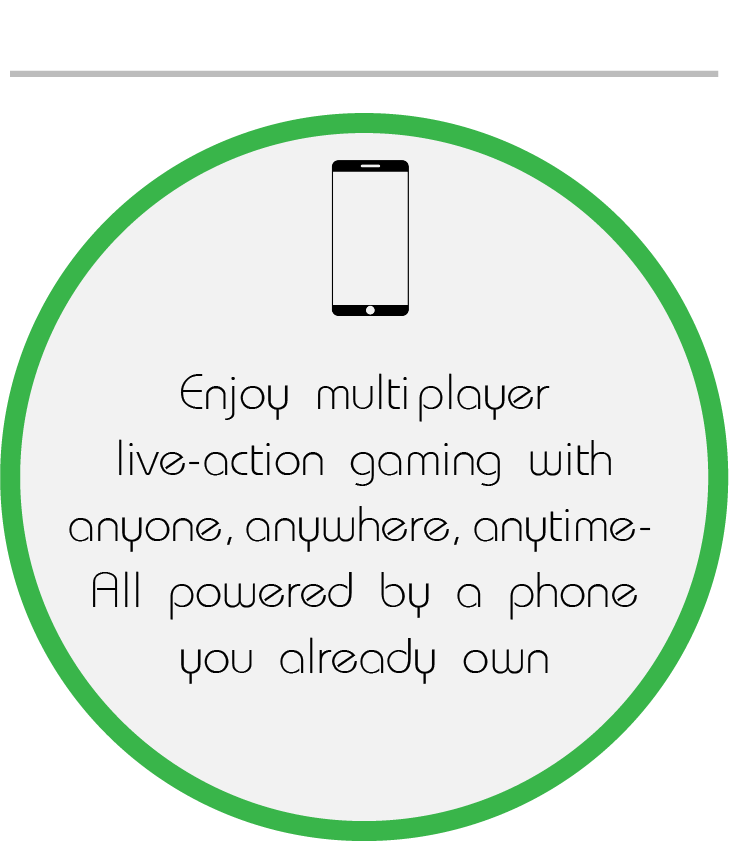 Enjoy multiplayer
live-action gaming with
anyone, anywhere, anytime-
All powered by a phone
you already own